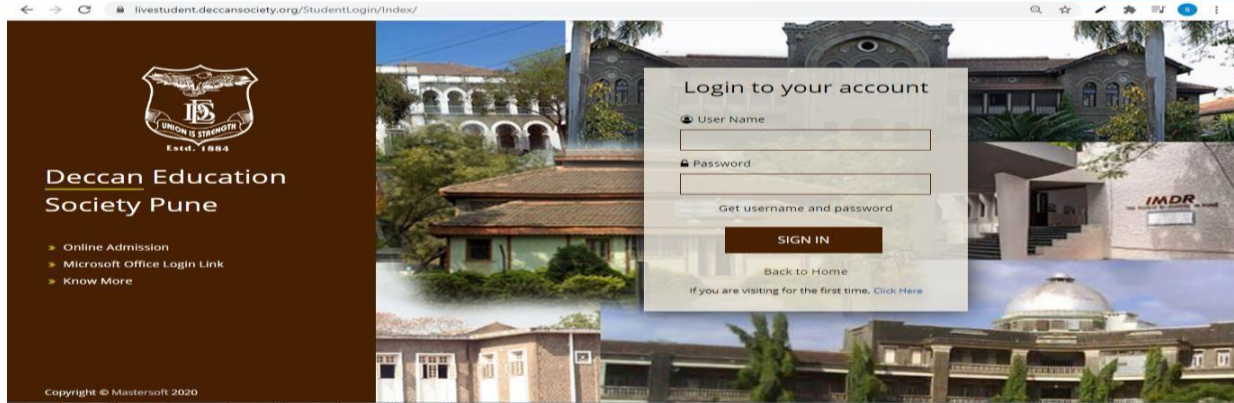 livestudent.deccansociety.org/StudentLogin/Index/
UNION IS STRENGTH
Estd. 1884
Deccan Education
Society Pune
» Online Admission
» Microsoft Office Login Link
» Know More
Copyright © Mastersoft 2020
Login to your account
User Name
Password
Get username and password
SIGN IN
Back to Home
If you are visiting for the first time, Click Here
IMDR